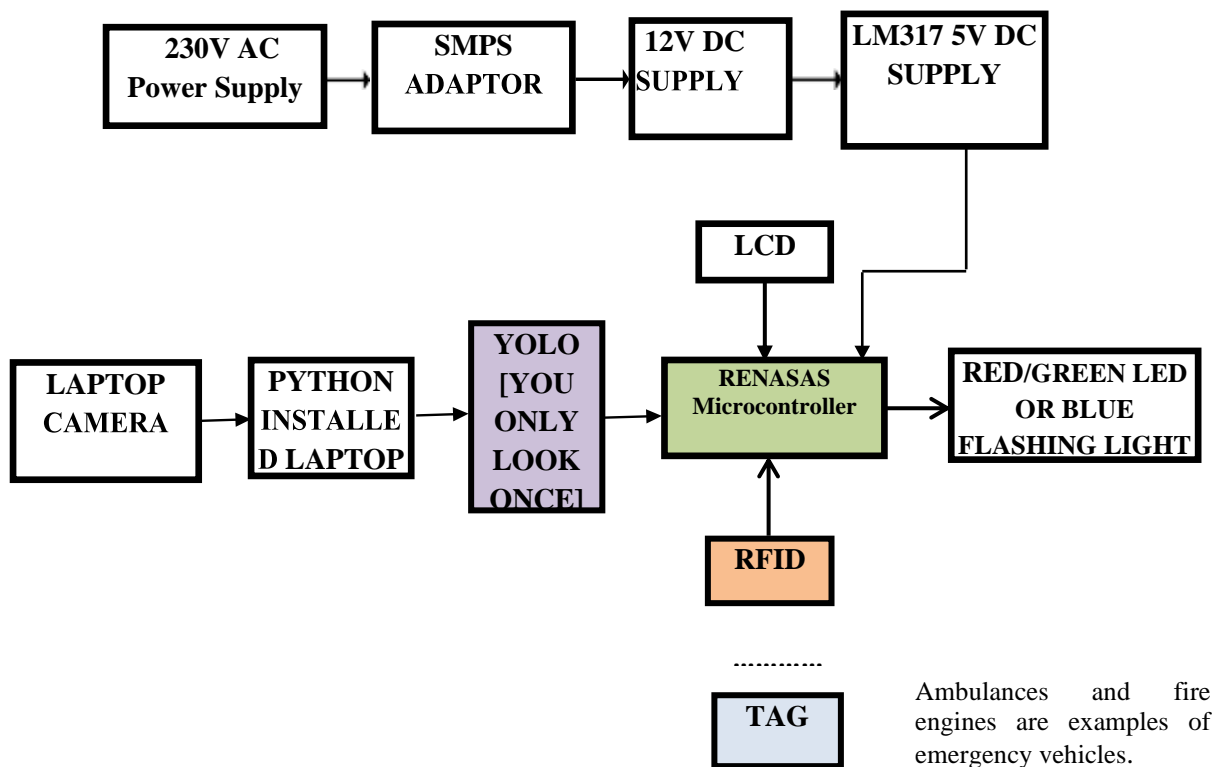 230V AC
Power Supply
SMPS
ADAPTOR
12V DC
SUPPLY
LM317 5V DC
SUPPLY
LCD
LAPTOP
CAMERA
PYTHON
INSTALLE
D LAPTOP
YOLO
[YOU
ONLY
LOOK
ONCE]
RENASAS
Microcontroller
RED/GREEN LED
OR BLUE
FLASHING LIGHT
RFID
............
TAG
Ambulances and fire
engines are examples of
emergency vehicles.